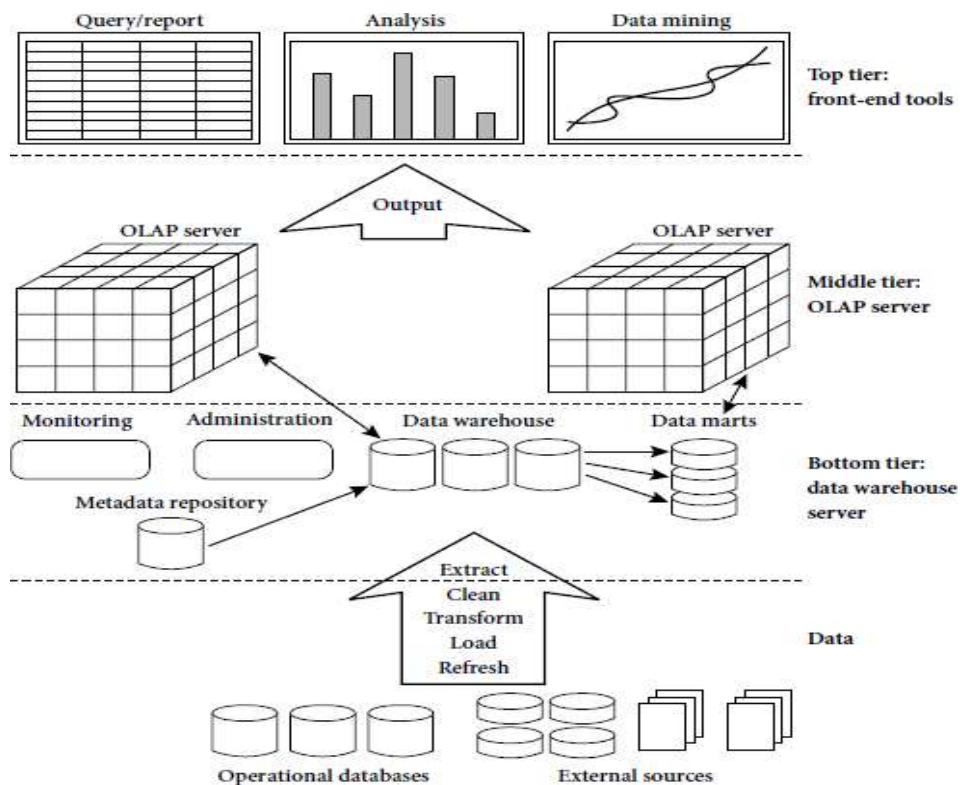 Query/report
Analysis
Data mining
Top tier:
front-end tools
Output
OLAP server
OLAP server
Middle tier:
OLAP server
Monitoring
Administration
Data warehouse
Data marts
Metadata repository
Bottom tier:
data warehouse
server
Extract
Clean
Transform
Load
Refresh
Data
Operational databases
External sources